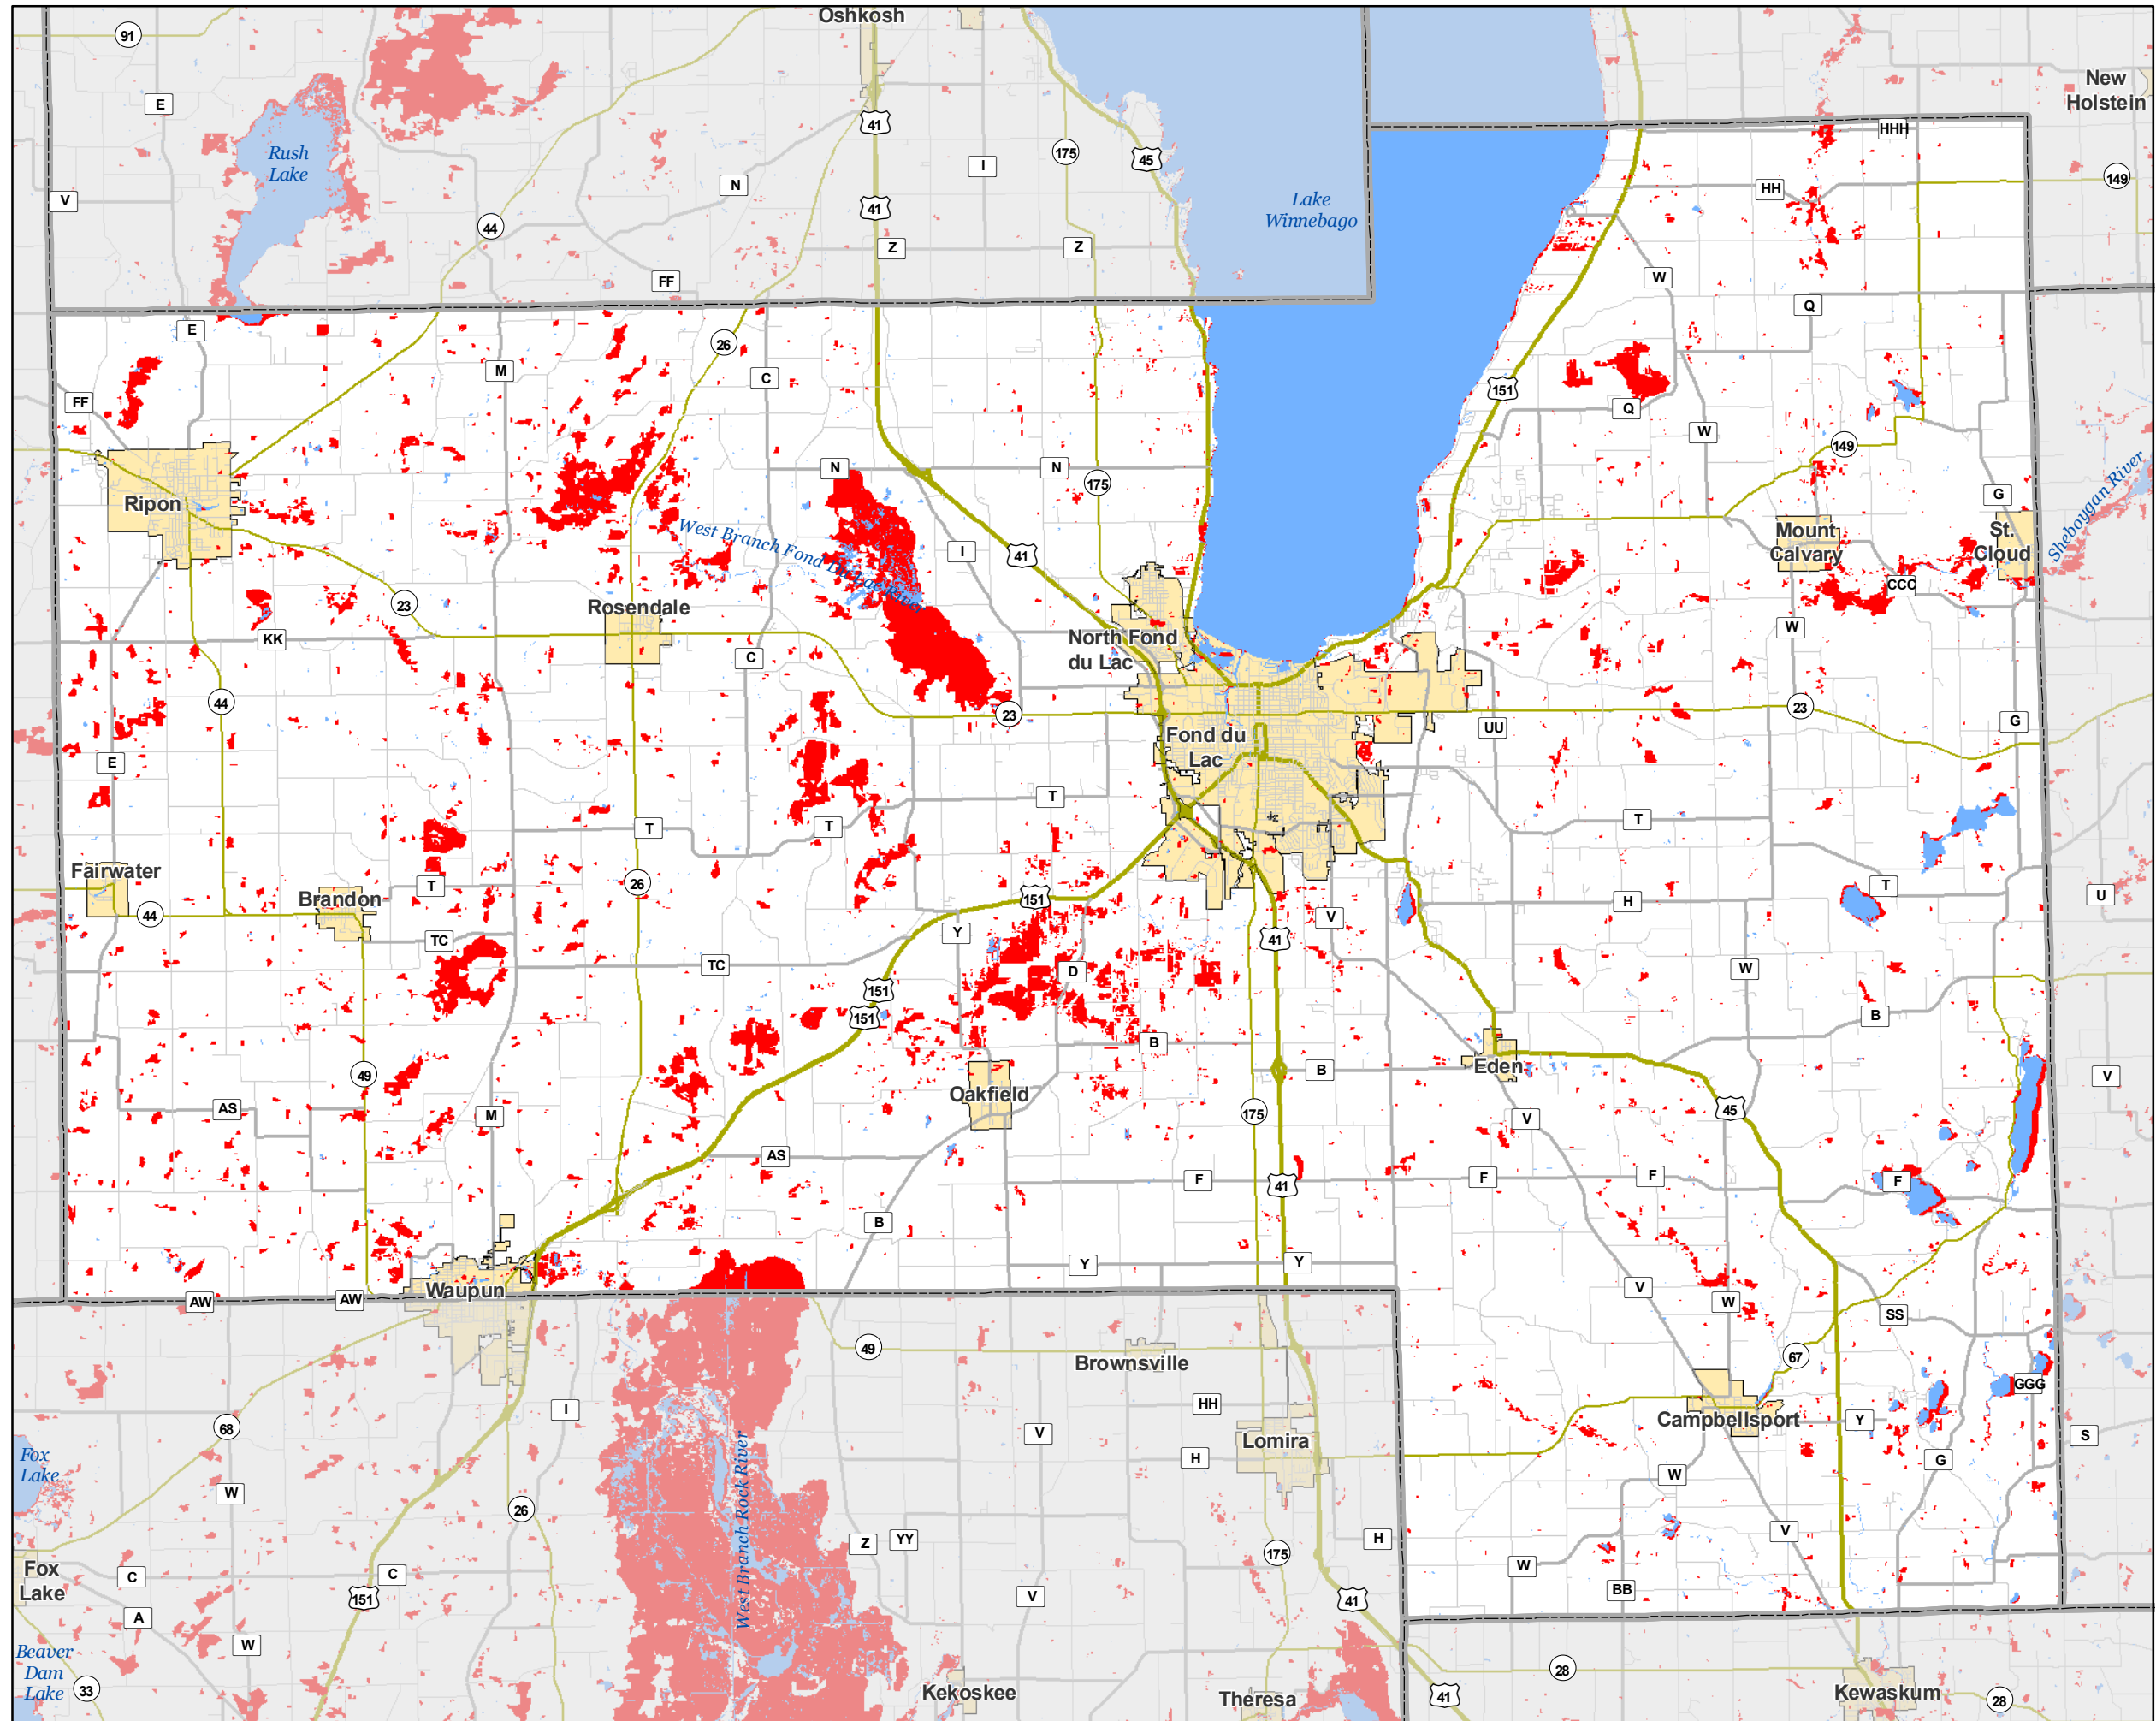 Oshkosh
91
New
Holstein
E
41
HHH
175
45
Rush
Lake
I
149
N
HH
V
41
Lake
Winnebago
44
Z
Z
W
FF
Q
E
26
M
C
151
FF
Q
W
149
N
N
175
G
Ripon
Sheboygan River
West Branch Fond Du Lac River
Mount
Calvary
St.
Cloud
I
41
CCC
23
Rosendale
W
KK
North Fond
du Lac
C
44
23
23
G
UU
Fond du
Lac
E
T
T
T
T
Fairwater
26
T
T
Brandon
151
H
U
44
V
Y
TC
41
TC
D
W
151
151
B
B
49
B
Eden
V
Oakfield
AS
45
M
175
V
AS
F
41
F
F
F
B
Y
Y
V
Waupun
AW
AW
W
SS
49
Brownsville
67
GGG
HH
I
Campbellsport
Y
68
V
Lomira
S
Fox
Lake
H
G
W
W
West Branch Rock River
26
V
Z
YY
H
175
W
Fox
Lake
C
C
BB
151
V
41
A
W
Beaver
Dam
Lake
28
33
Kekoskee
Theresa
41
Kewaskum
28